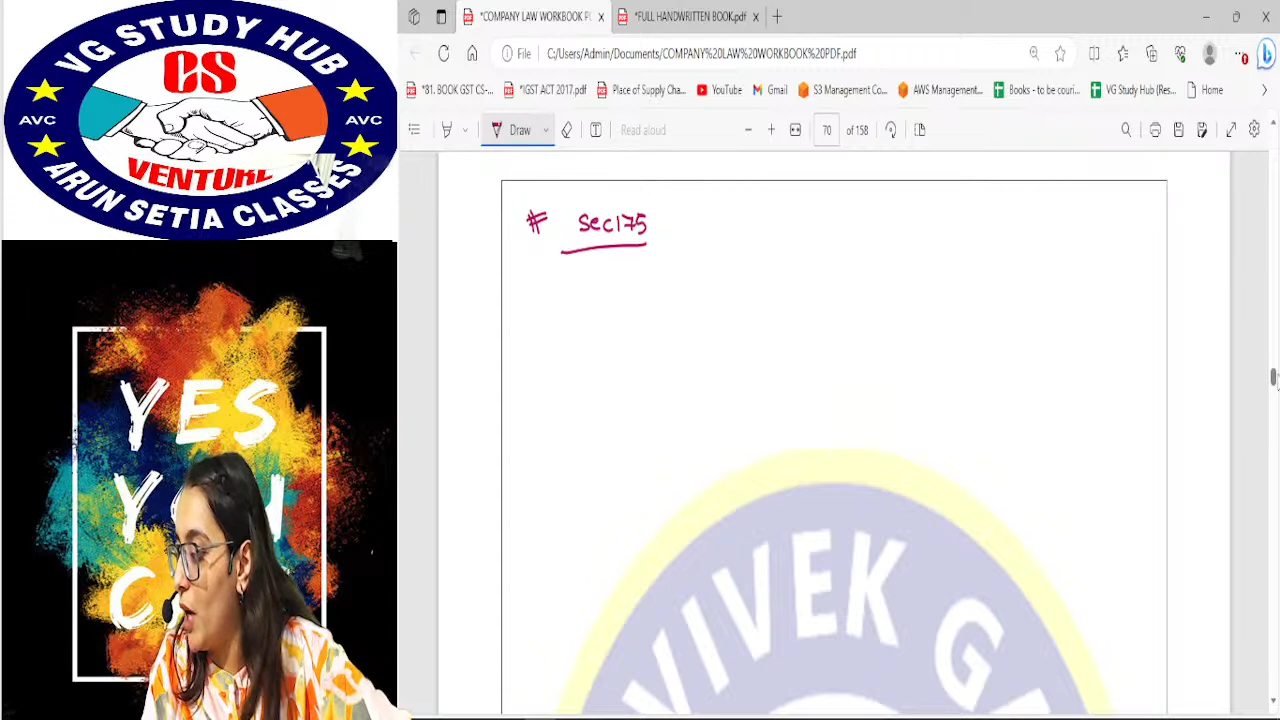 VG STUDY HUB
CS
AVC
AVC
VENTURE
ARUN SETIA CLASSES
YES
*COMPANY LAW WORKBOOK P
*FULL HANDWRITTEN BOOK.pdf
File
C:/Users/Admin/Documents/COMPANY%20LAW%20WORKBOOK%20PDF.pdf
*81. BOOK GST CS-...
*IGST ACT 2017.pdf
Place of Supply Cha...
YouTube
Gmail
S3 Management Co...
AWS Management...
Books - to be couri...
VG Study Hub (Res...
Home
Draw
Read aloud
70 of 158
# Sec175
VIVEK G